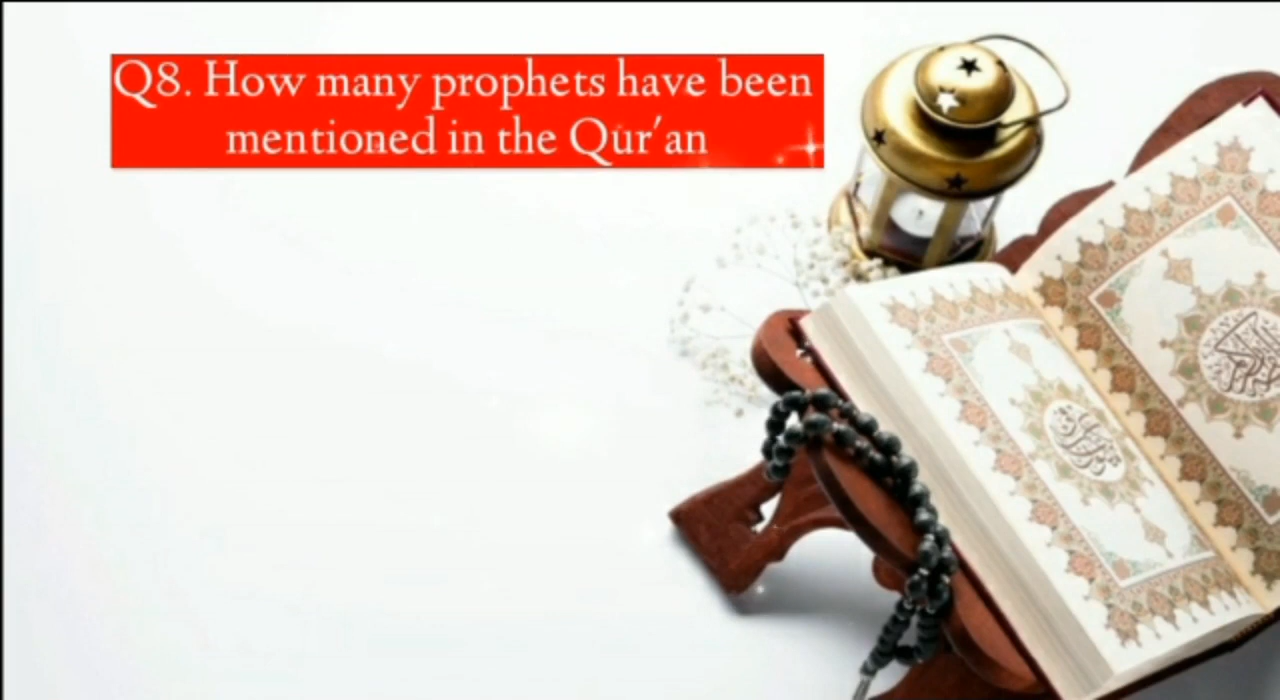 Q8. How many prophets have been
mentioned in the Qur'an